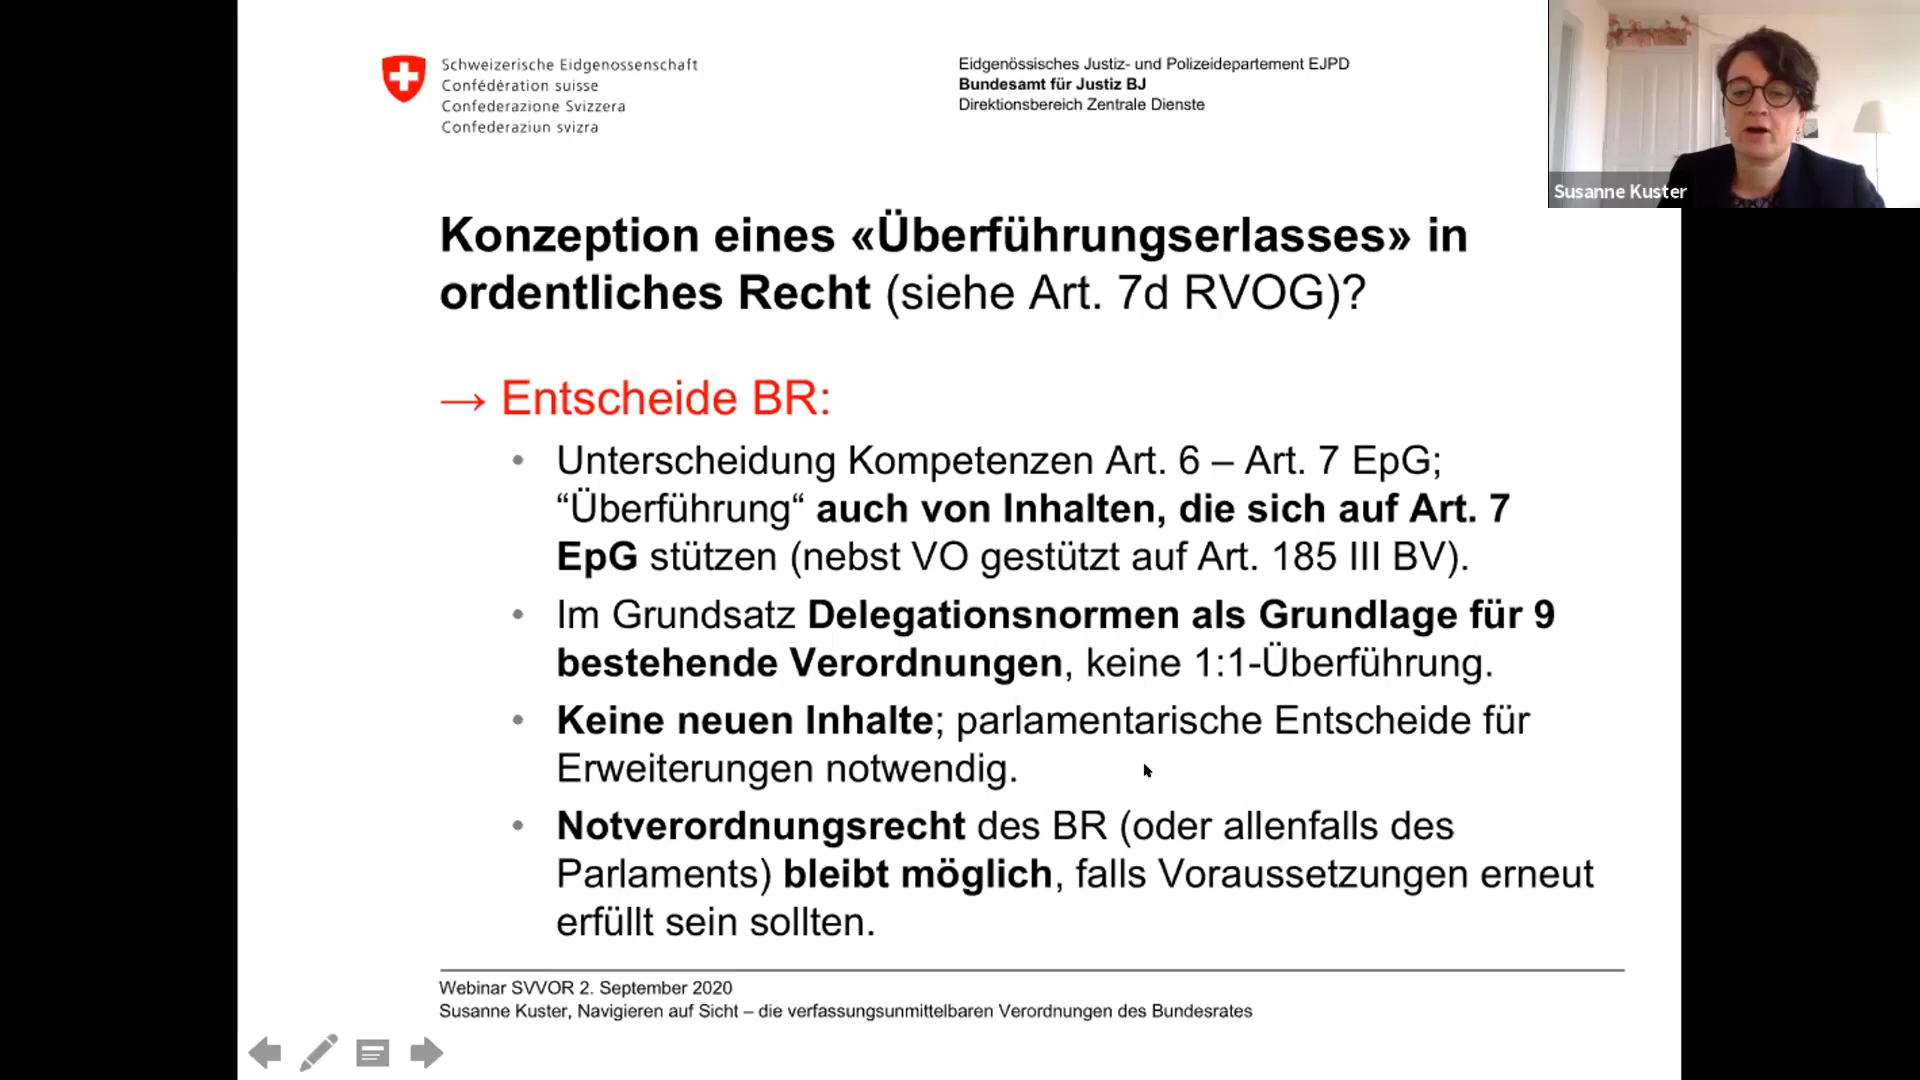 Schweizerische Eidgenossenschaft
Confédération suisse
Confederazione Svizzera
Confederaziun svizra
Eidgenössisches Justiz- und Polizeidepartement EJPD
Bundesamt für Justiz BJ
Direktionsbereich Zentrale Dienste
Susanne Kuster
Konzeption eines «Überführungserlasses» in
ordentliches Recht (siehe Art. 7d RVOG)?
→ Entscheide BR:
• Unterscheidung Kompetenzen Art. 6 – Art. 7 EpG;
“Überführung“ auch von Inhalten, die sich auf Art. 7
EpG stützen (nebst VO gestützt auf Art. 185 III BV).
• Im Grundsatz Delegationsnormen als Grundlage für 9
bestehende Verordnungen, keine 1:1-Überführung.
• Keine neuen Inhalte; parlamentarische Entscheide für
Erweiterungen notwendig.
• Notverordnungsrecht des BR (oder allenfalls des
Parlaments) bleibt möglich, falls Voraussetzungen erneut
erfüllt sein sollten.
Webinar SVVOR 2. September 2020
Susanne Kuster, Navigieren auf Sicht – die verfassungsunmittelbaren Verordnungen des Bundesrates